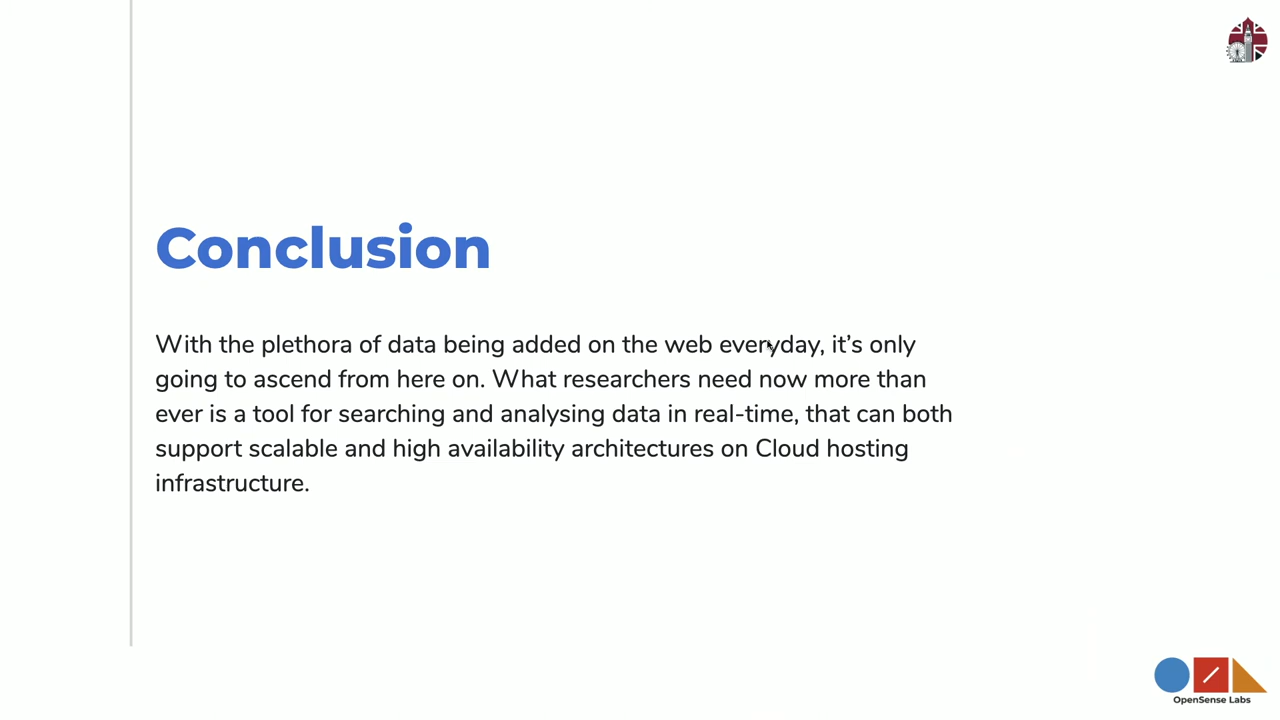 Conclusion
With the plethora of data being added on the web everyday, it’s only
going to ascend from here on. What researchers need now more than
ever is a tool for searching and analysing data in real-time, that can both
support scalable and high availability architectures on Cloud hosting
infrastructure.
OpenSense Labs